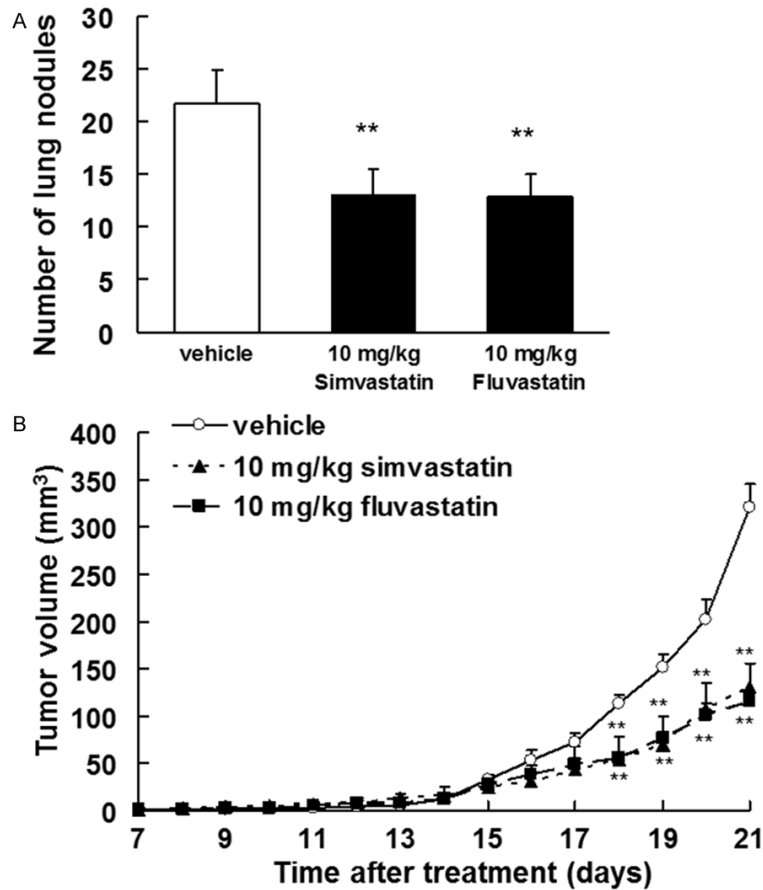 A
Number of lung nodules
30
25
20
15
10
5
0
**
**
vehicle
10 mg/kg
Simvastatin
10 mg/kg
Fluvastatin
B
Tumor volume (mm³)
400
350
300
250
200
150
100
50
0
vehicle
10 mg/kg simvastatin
10 mg/kg fluvastatin
**
**
**
**
**
**
**
**
7 9 11 13 15 17 19 21
Time after treatment (days)